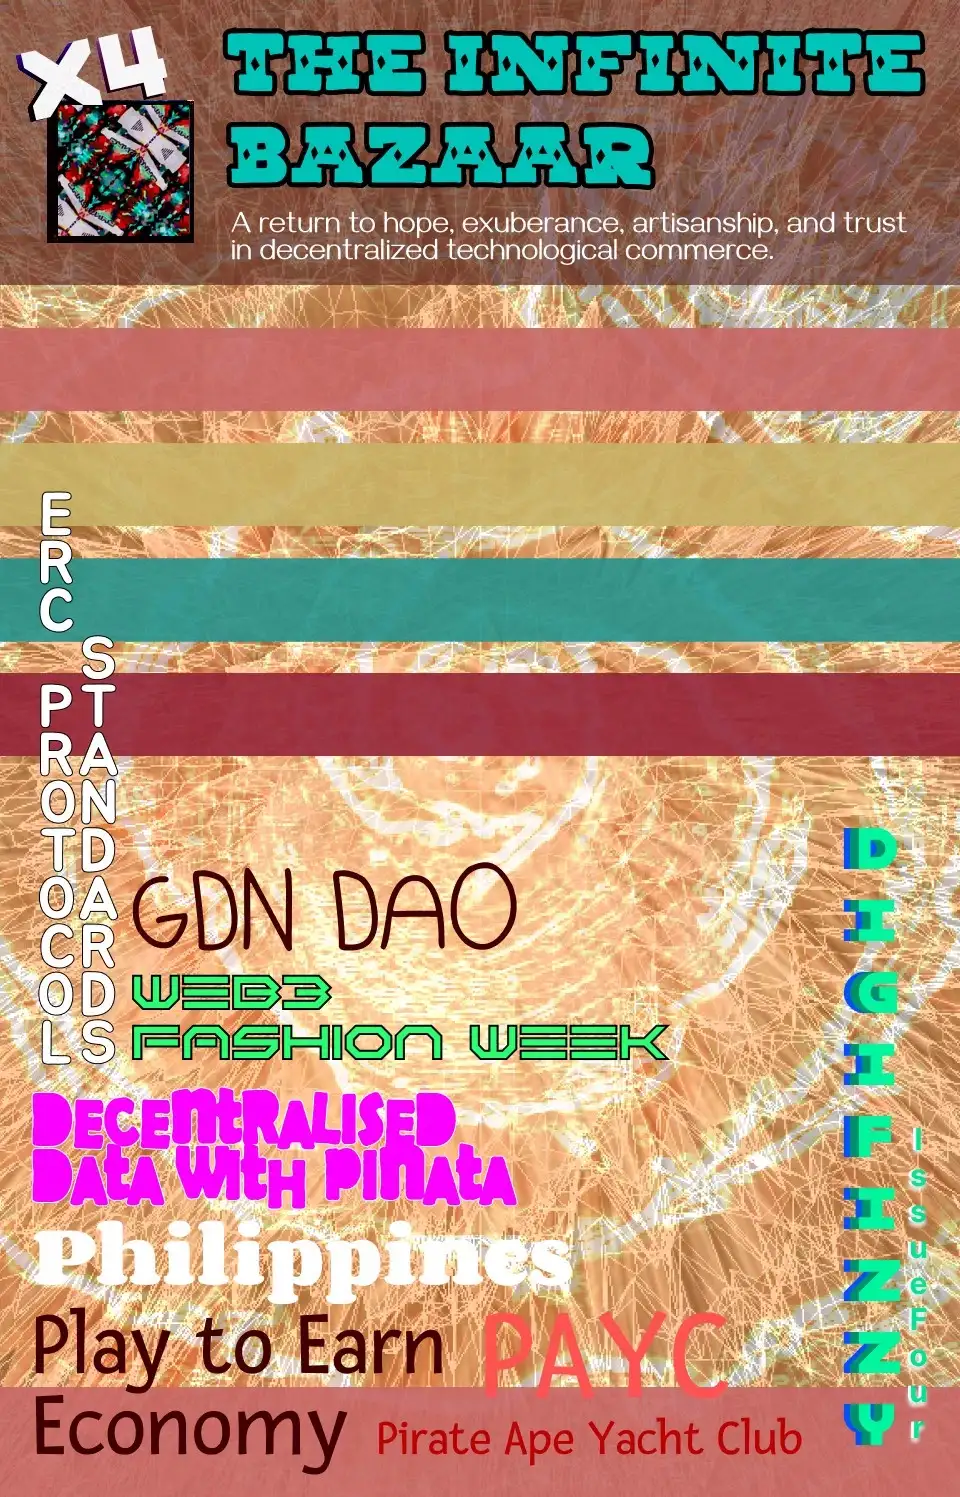 X4
THE INFINITE
BAZAAR
A return to hope, exuberance, artisanship, and trust
in decentralized technological commerce.
ERC PROTOCOL
STANDARDS
GDN DAO
WEB3
FASHION WEEK
DECENtRALISED
DAtA WitH PiNAtA
Philippines
Play to Earn
Economy
PAYC
Pirate Ape Yacht Club
DIGIFIZZY
IssueFour